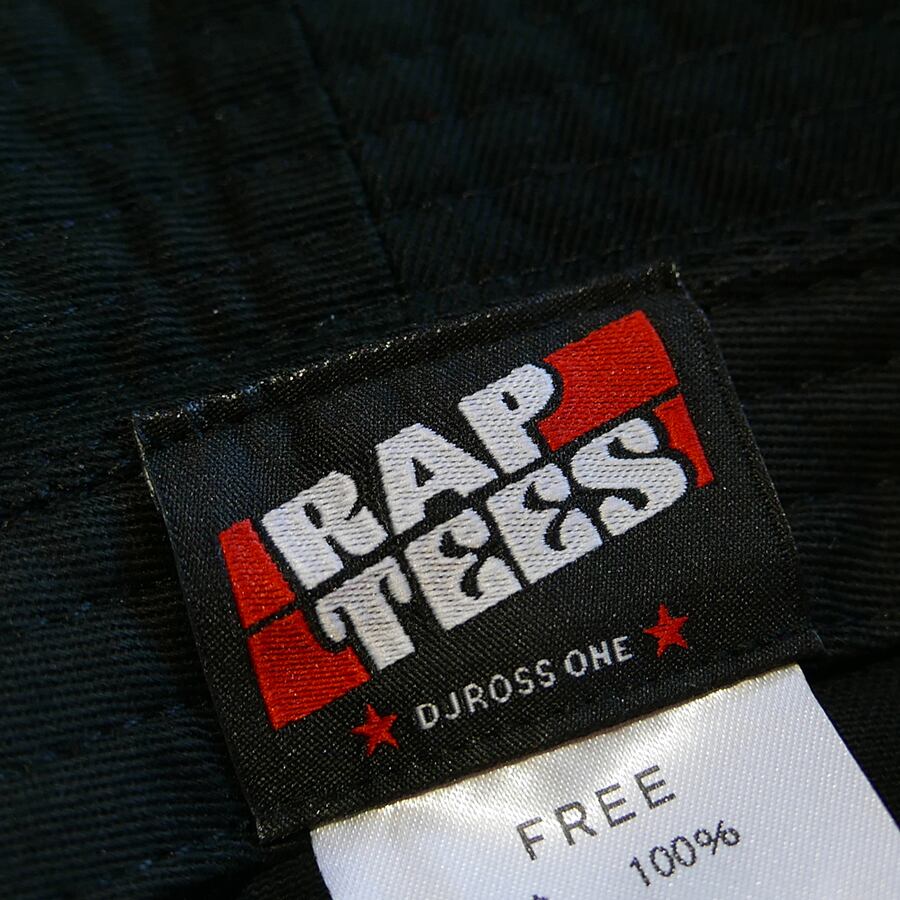 RAP
TEES
★ DJROSS ONE ★
FREE
100%